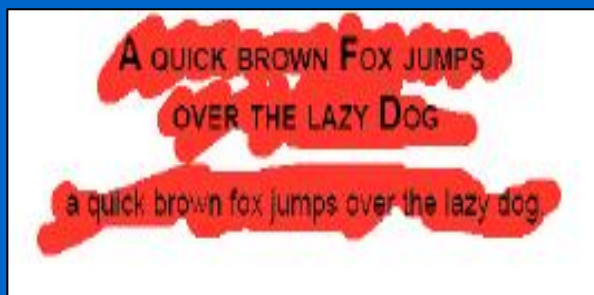 A QUICK BROWN FOX JUMPS
OVER THE LAZY DOG
a quick brown fox jumps over the lazy dog.